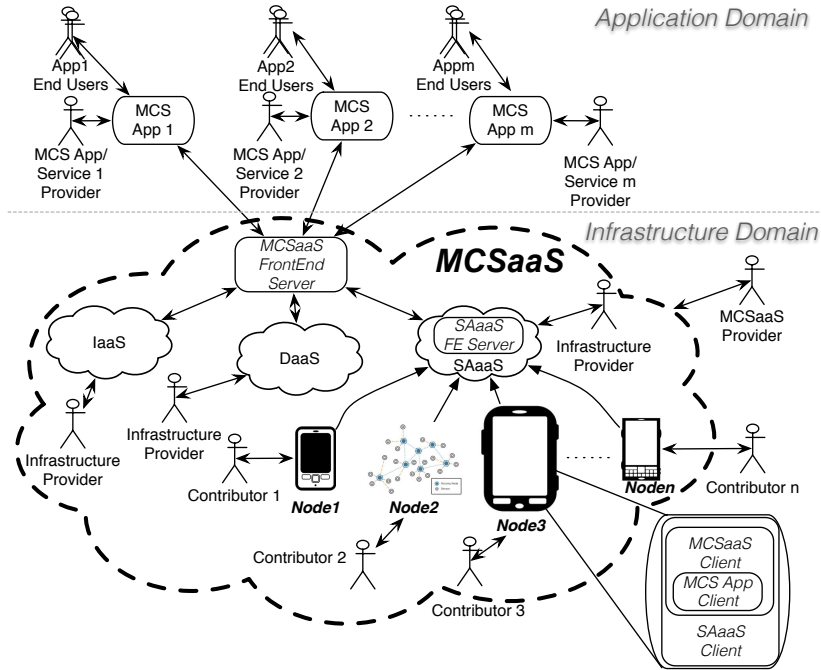 Application Domain
App1
End Users
App2
End Users
Appm
End Users
MCS
App 1
MCS
App 2
.......
MCS
App m
MCS App/
Service 1
Provider
MCS App/
Service 2
Provider
MCS App/
Service m
Provider
Infrastructure Domain
MCSaaS
FrontEnd
Server
MCSaaS
MCSaaS
Provider
IaaS
DaaS
SAaaS
FE Server
SAaaS
Infrastructure
Provider
Infrastructure
Provider
Infrastructure
Provider
Contributor 1
Node1
Node2
Node3
.......
Noden
Contributor n
Contributor 2
Contributor 3
MCSaaS
Client
MCS App
Client
SAaaS
Client